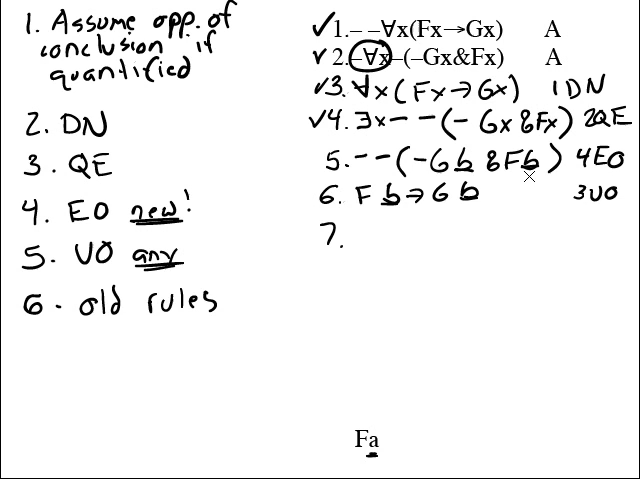 1. Assume opp. of
conclusion if
quantified
2. DN
3. QE
4. EO new!
5. UO any
6. old rules
✓1.– –∀x(Fx→Gx) A
✓2.–∀x–(–Gx&Fx) A
✓3. ∀x(Fx→Gx) 1DN
✓4. ∃x– –(–Gx&Fx) 2QE
5. – –(–Gb&Fb) 4EO
6. Fb→Gb 3UO
7.
Fa